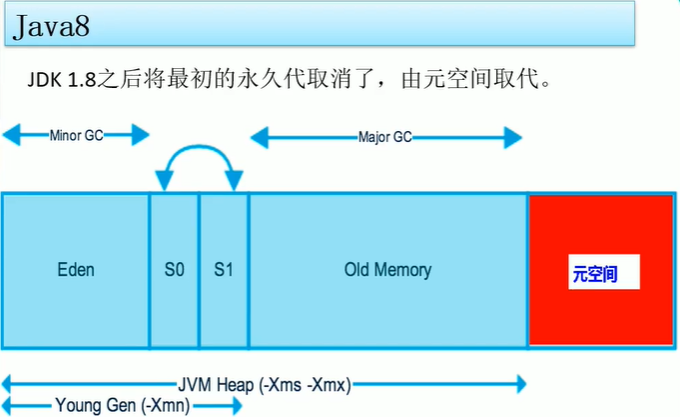 Java8
JDK 1.8之后将最初的永久代取消了，由元空间取代。
Minor GC
Major GC
Eden
S0
S1
Old Memory
元空间
JVM Heap (-Xms -Xmx)
Young Gen (-Xmn)